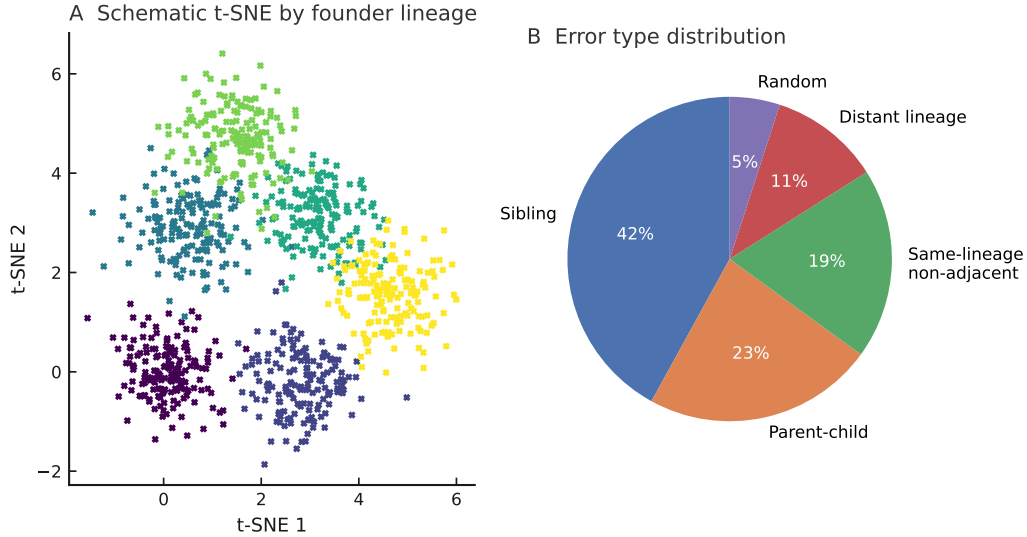 A Schematic t-SNE by founder lineage
6
4
2
0
−2
0 2 4 6
t-SNE 1
t-SNE 2
B Error type distribution
Random
Distant lineage
Sibling
Same-lineage
non-adjacent
Parent-child
5%
11%
42%
19%
23%